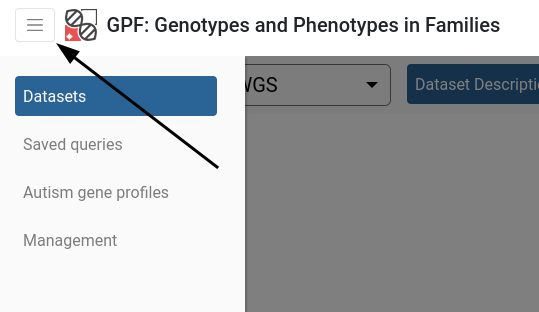 GPF: Genotypes and Phenotypes in Families
Datasets
WGS
Dataset Descripti
Saved queries
Autism gene profiles
Management